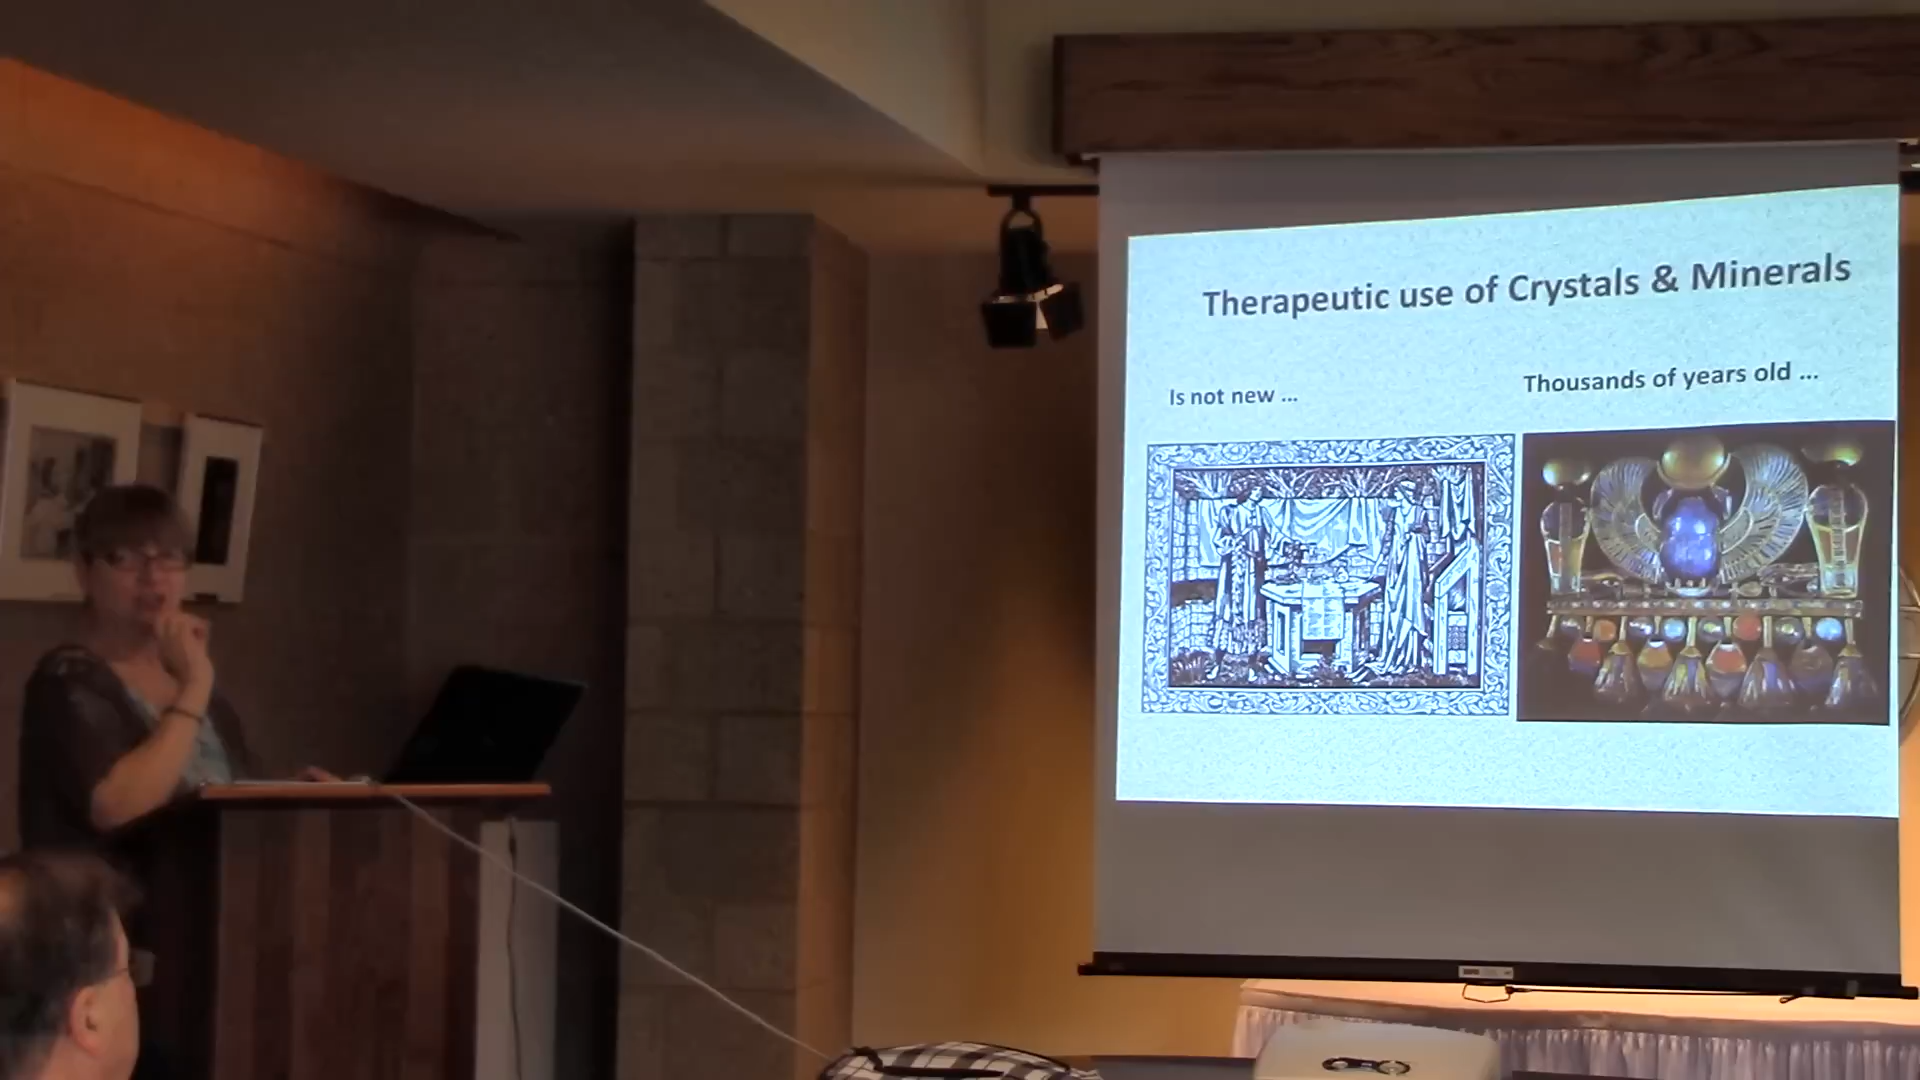 Therapeutic use of Crystals & Minerals
Is not new ...
Thousands of years old ...